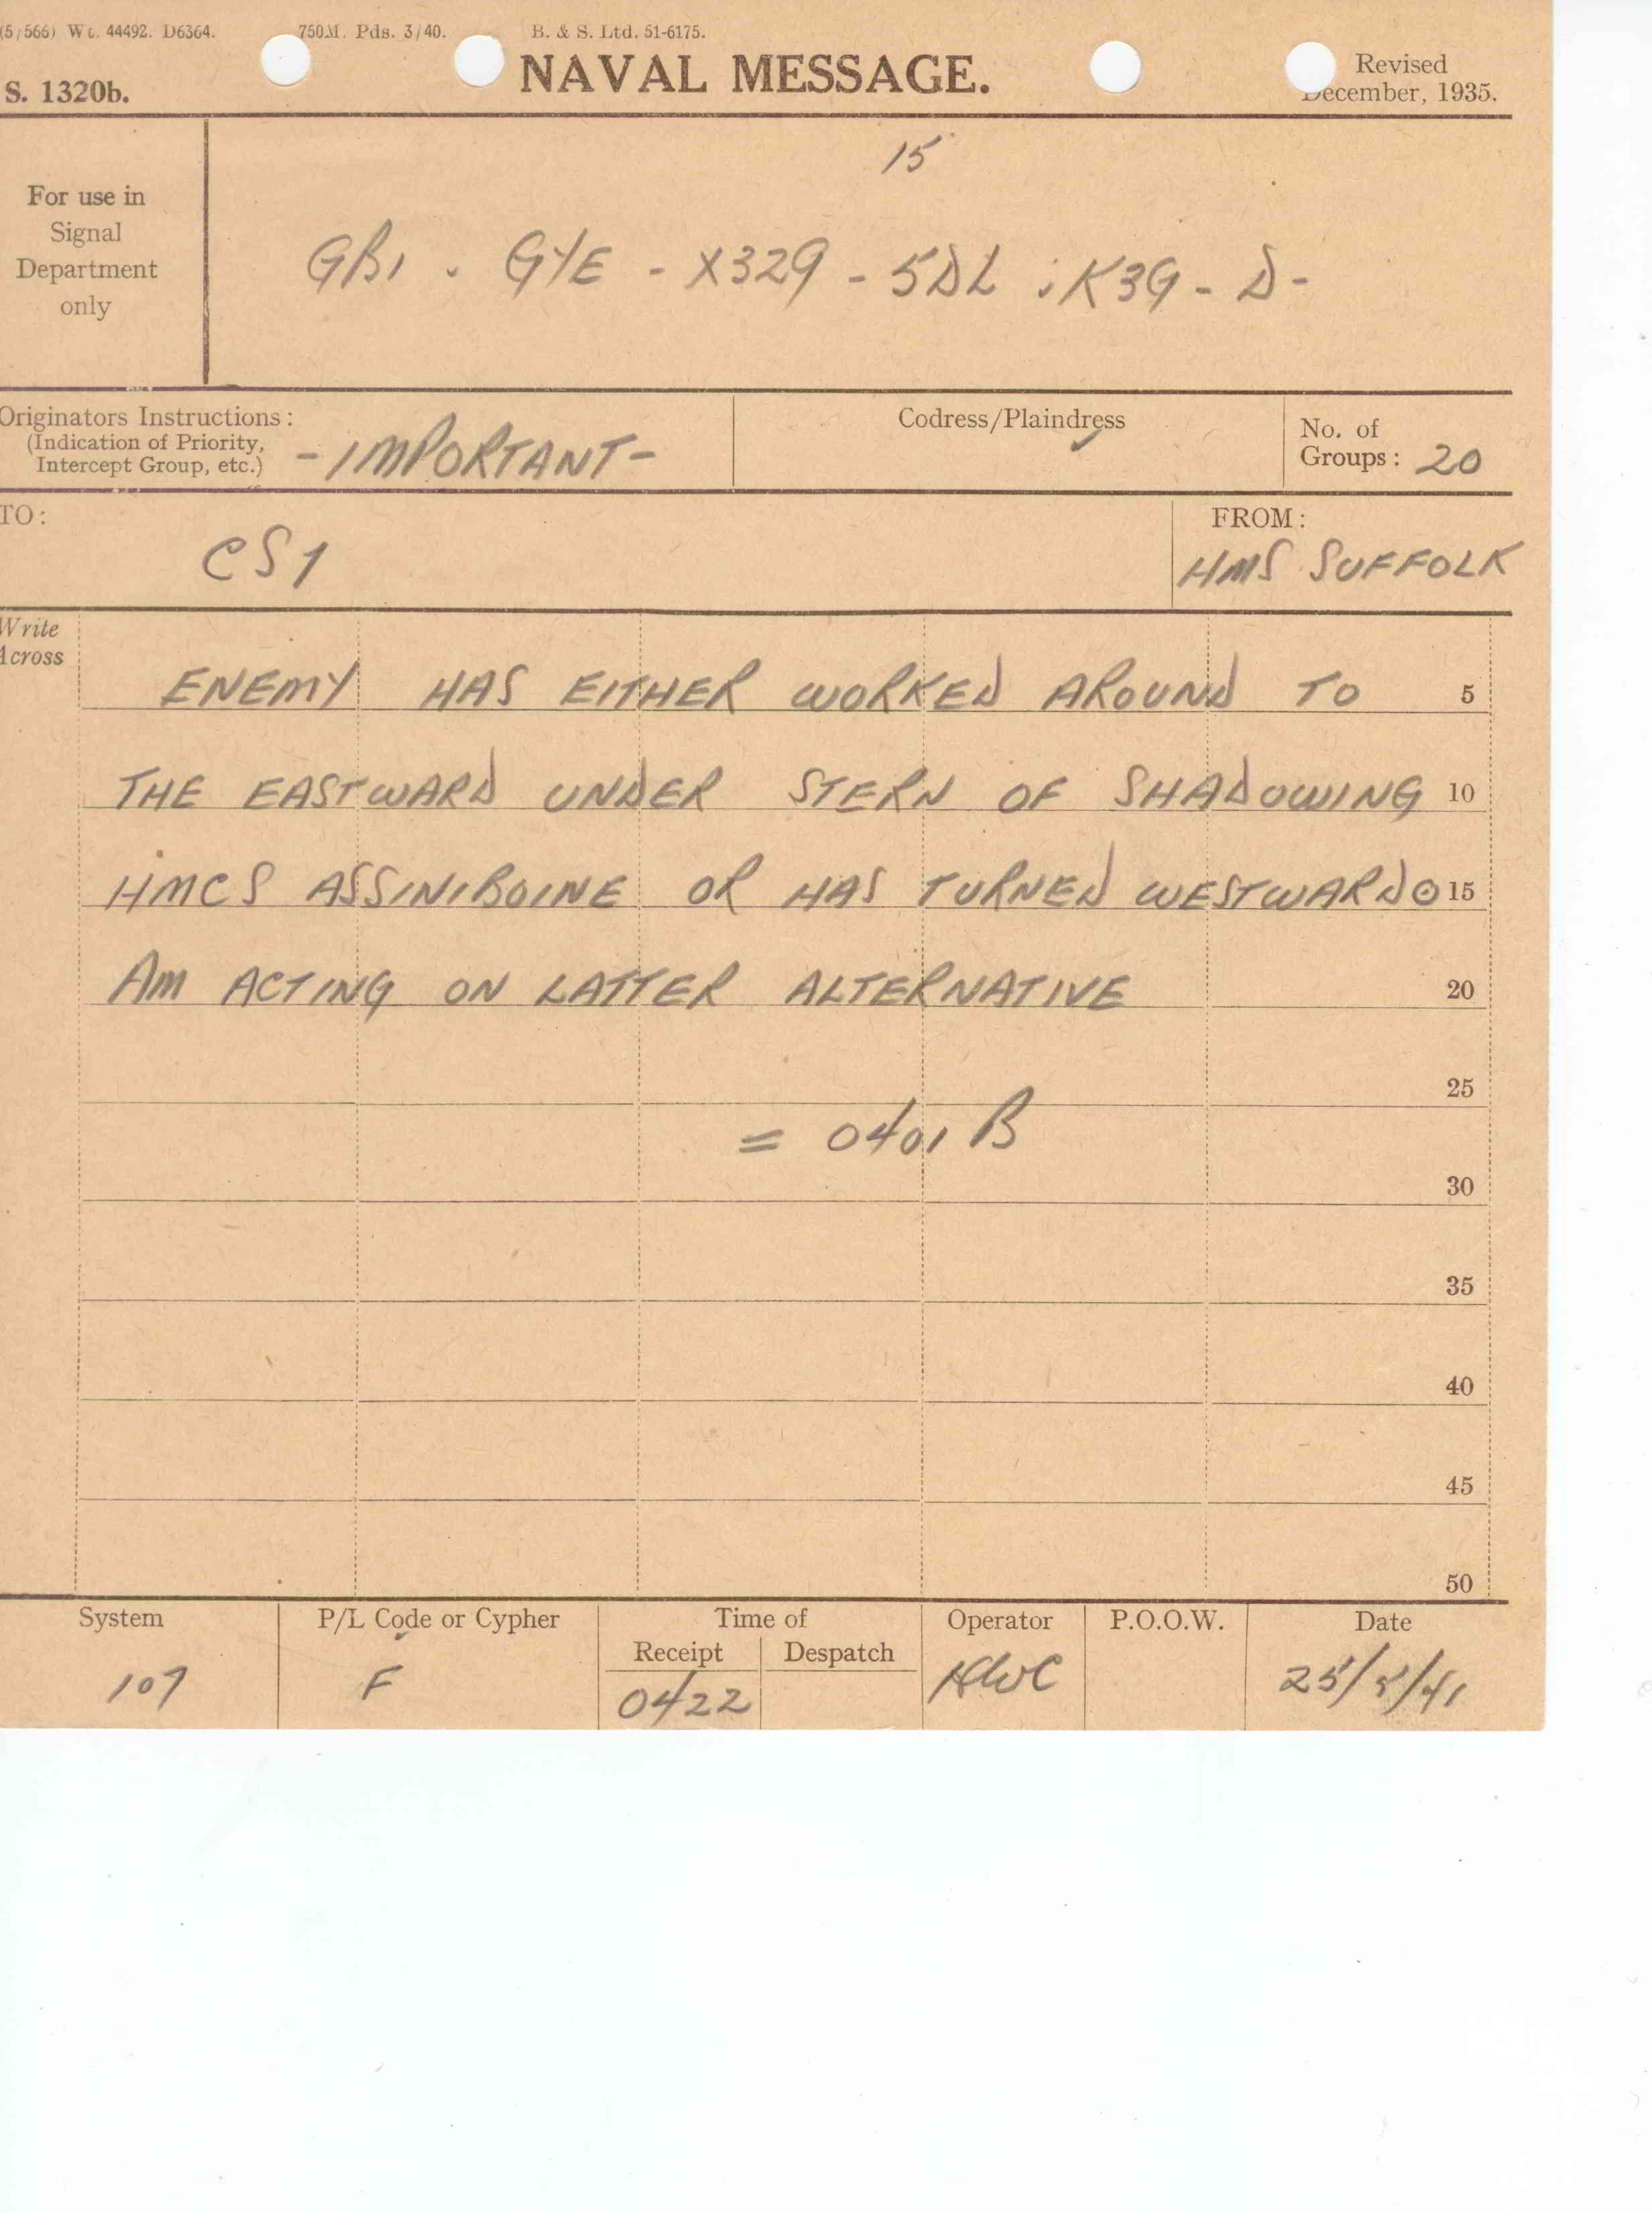 (5/566) Wt. 44492. D6364. 750M. Pds. 3/40. B. & S. Ltd. 51-6175.
S. 1320b. NAVAL MESSAGE. Revised
December, 1935.
15
For use in
Signal
Department
only
GB1 . GYE - X329 - 5DL ; K3G - D -
Originators Instructions :
(Indication of Priority,
Intercept Group, etc.)
- IMPORTANT -
Codress/Plaindress
No. of
Groups : 20
TO :
CS1
FROM :
HMS SUFFOLK
Write
Across
ENEMY HAS EITHER WORKED AROUND TO 5
THE EASTWARD UNDER STERN OF SHADOWING 10
HMCS ASSINIBOINE OR HAS TURNED WESTWARD 15
AM ACTING ON LATTER ALTERNATIVE 20
25
= 0401 B
30
35
40
45
50
System P/L Code or Cypher Time of Operator P.O.O.W. Date
Receipt Despatch
107 F 0422 25/5/41